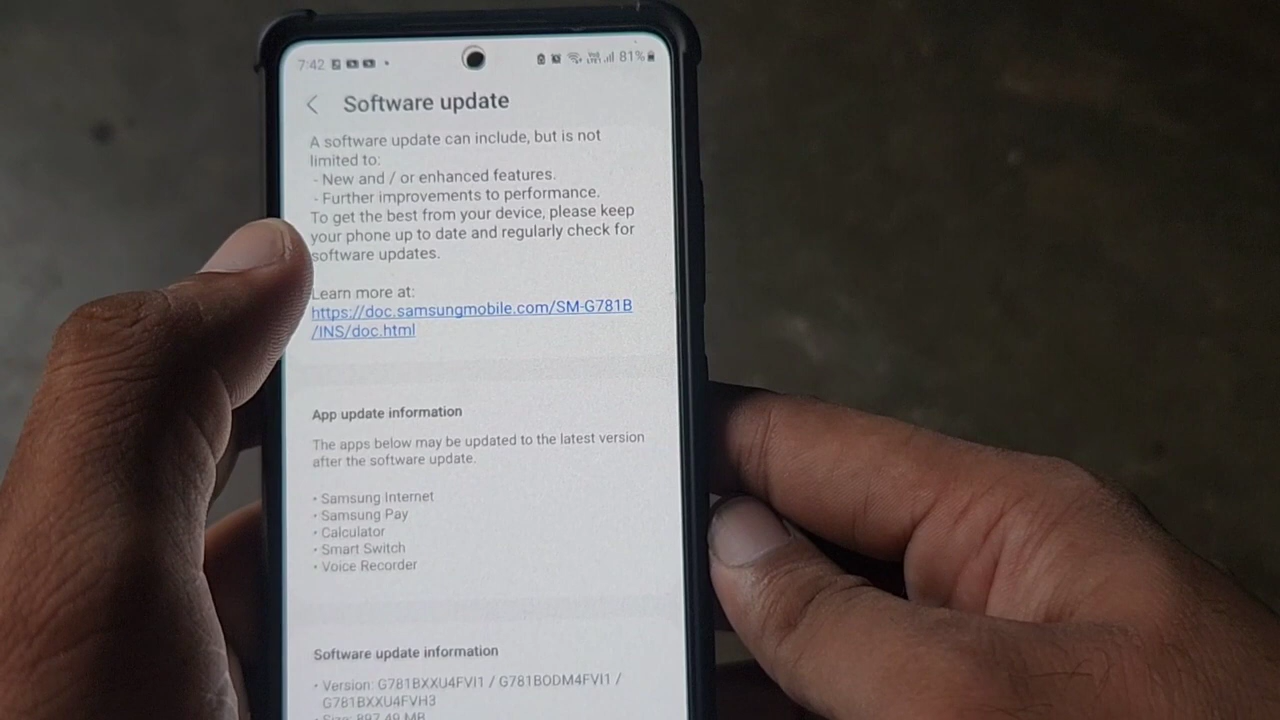 7:42
81%
Software update
A software update can include, but is not
limited to:
- New and / or enhanced features.
- Further improvements to performance.
To get the best from your device, please keep
your phone up to date and regularly check for
software updates.
Learn more at:
https://doc.samsungmobile.com/SM-G781B
/INS/doc.html
App update information
The apps below may be updated to the latest version
after the software update.
• Samsung Internet
• Samsung Pay
• Calculator
• Smart Switch
• Voice Recorder
Software update information
• Version: G781BXXU4FVI1 / G781BODM4FVI1 /
G781BXXU4FVH3
• Size: 897.49 MB